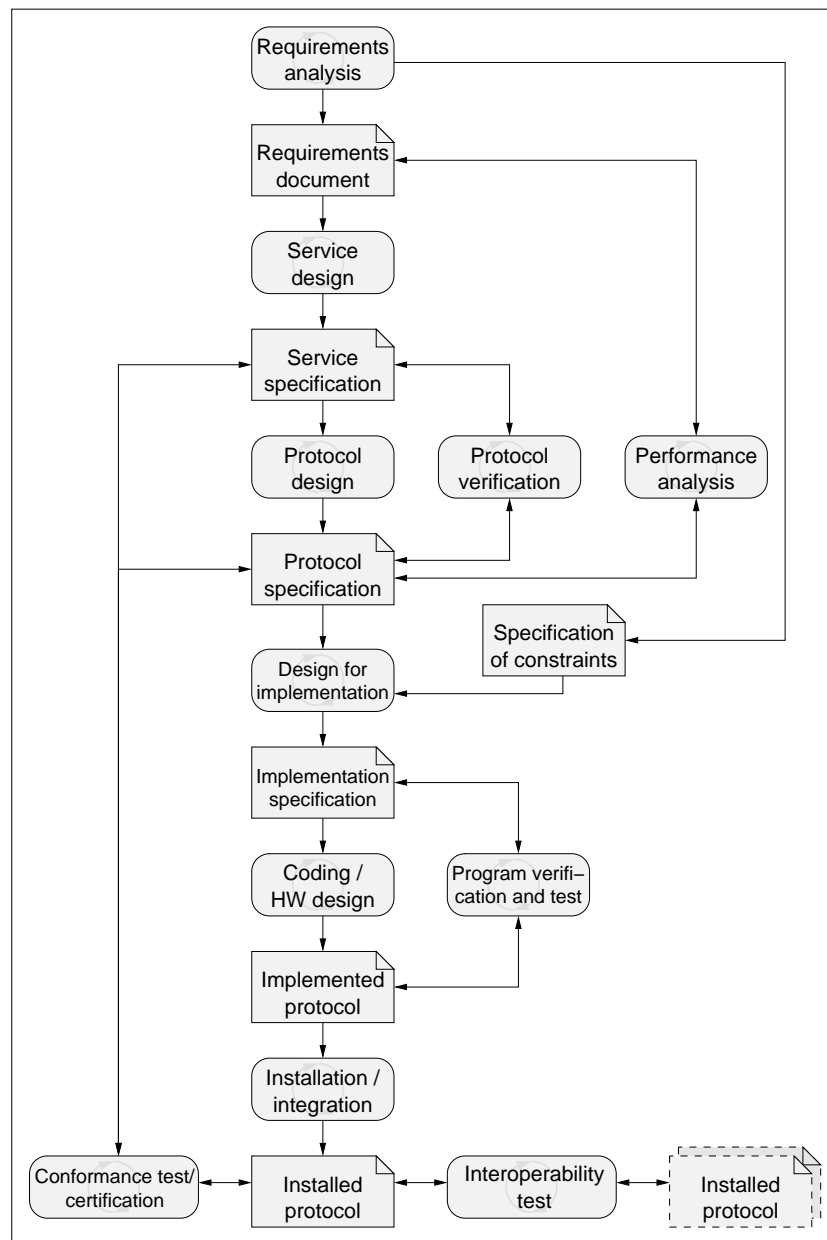 Requirements
analysis
Requirements
document
Service
design
Service
specification
Protocol
design
Protocol
verification
Performance
analysis
Protocol
specification
Specification
of constraints
Design for
implementation
Implementation
specification
Coding /
HW design
Program verifi–
cation and test
Implemented
protocol
Installation /
integration
Conformance test/
certification
Installed
protocol
Interoperability
test
Installed
protocol